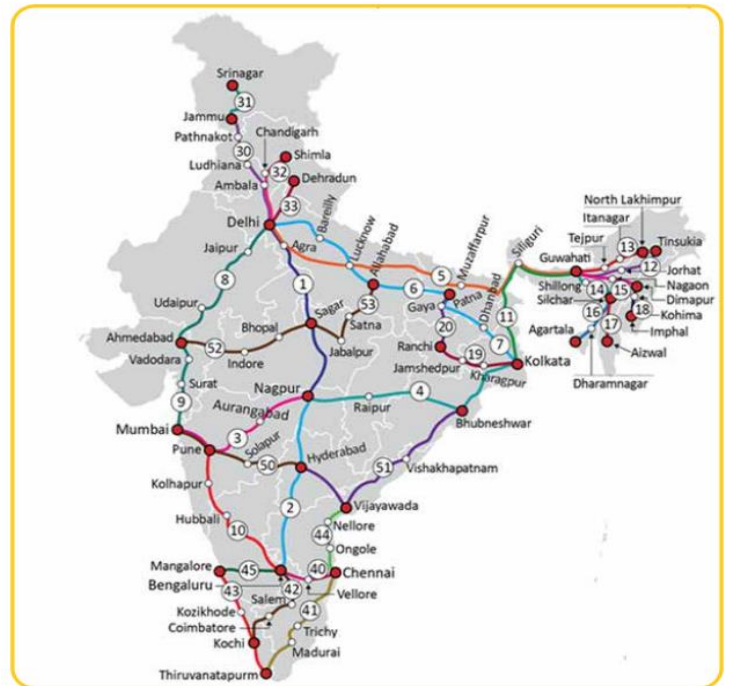 Srinagar
31
Jammu
Chandigarh
Pathnakot
30
Shimla
Ludhiana
32
Dehradun
Ambala
33
North Lakhimpur
Bareilly
Itanagar
Delhi
Lucknow
Tejpur
Tinsukia
Agra
Allahabad
Muzaffarpur
Siliguri
13
Jaipur
Guwahati
12
Jorhat
5
8
1
6
Patna
Dhanbad
Shillong
14
15
Nagaon
Gaya
Silchar
Dimapur
Udaipur
53
16
18
Kohima
Sagar
20
11
17
Satna
7
Agartala
Imphal
Ahmedabad
Bhopal
Ranchi
52
Jabalpur
19
Kolkata
Aizwal
Vadodara
Indore
Jamshedpur
Kharagpur
Dharamnagar
Surat
Nagpur
4
9
Aurangabad
Raipur
Mumbai
Bhubneshwar
3
Pune
Solapur
Hyderabad
50
51
Vishakhapatnam
Kolhapur
2
Vijayawada
Hubbali
Nellore
10
44
Ongole
Mangalore
45
40
Chennai
Bengaluru
42
43
Salem
Vellore
Kozikhode
41
Coimbatore
Trichy
Kochi
Madurai
Thiruvanatapurm